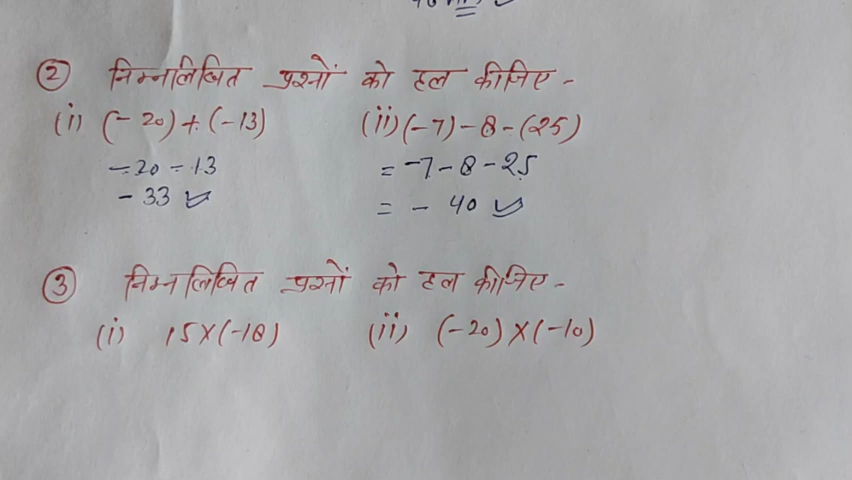 ② निम्नलिखित प्रश्नों को हल कीजिए -
(i) (-20) + (-13) (ii) (-7) - 8 - (25)
-20 - 13 = -7 - 8 - 25
-33 = - 40
③ निम्नलिखित प्रश्नों को हल कीजिए -
(i) 15 × (-18) (ii) (-20) × (-10)